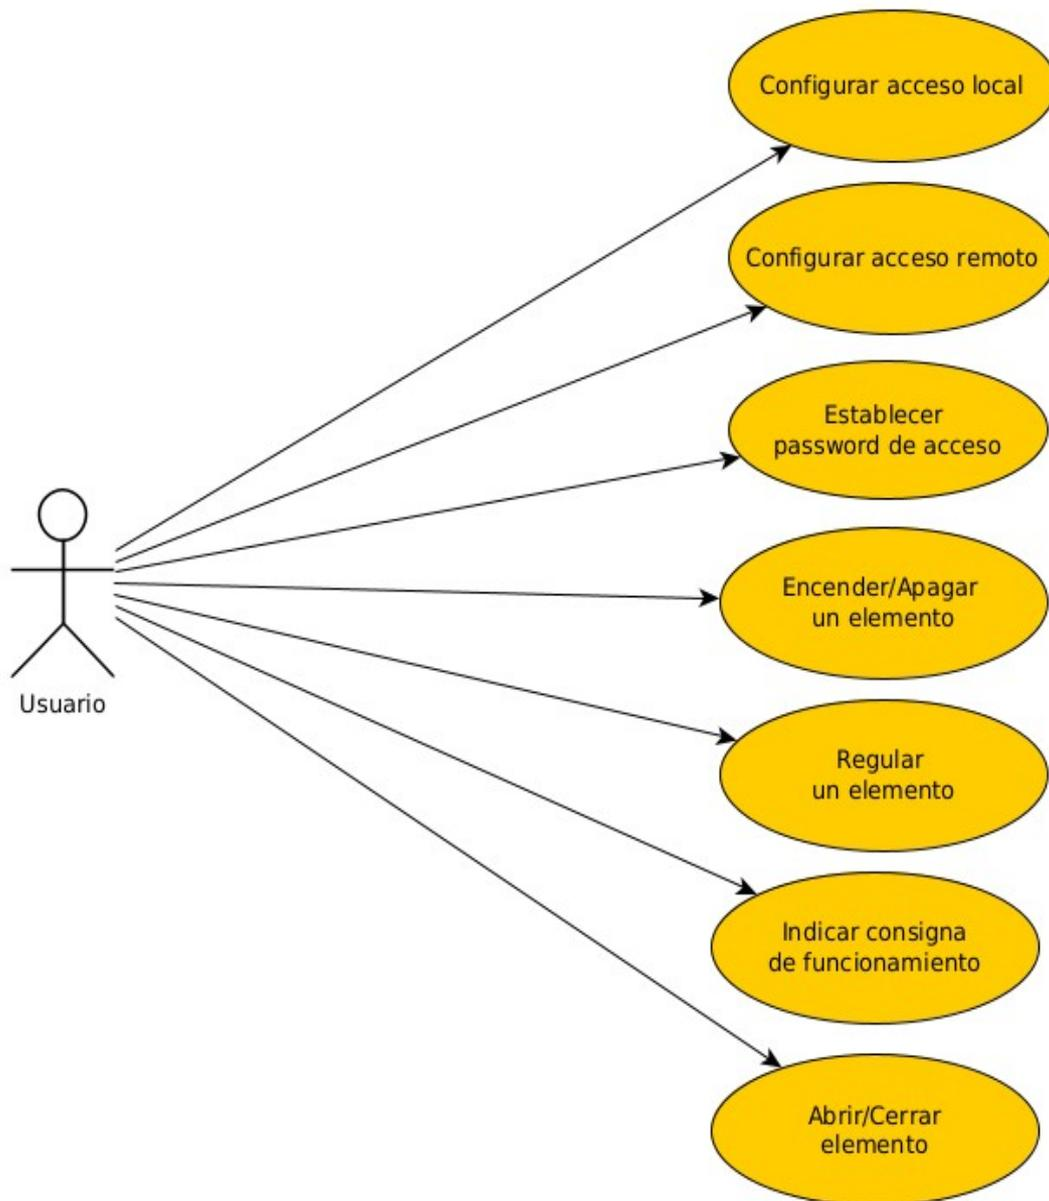 Configurar acceso local
Configurar acceso remoto
Establecer
password de acceso
Encender/Apagar
un elemento
Usuario
Regular
un elemento
Indicar consigna
de funcionamiento
Abrir/Cerrar
elemento